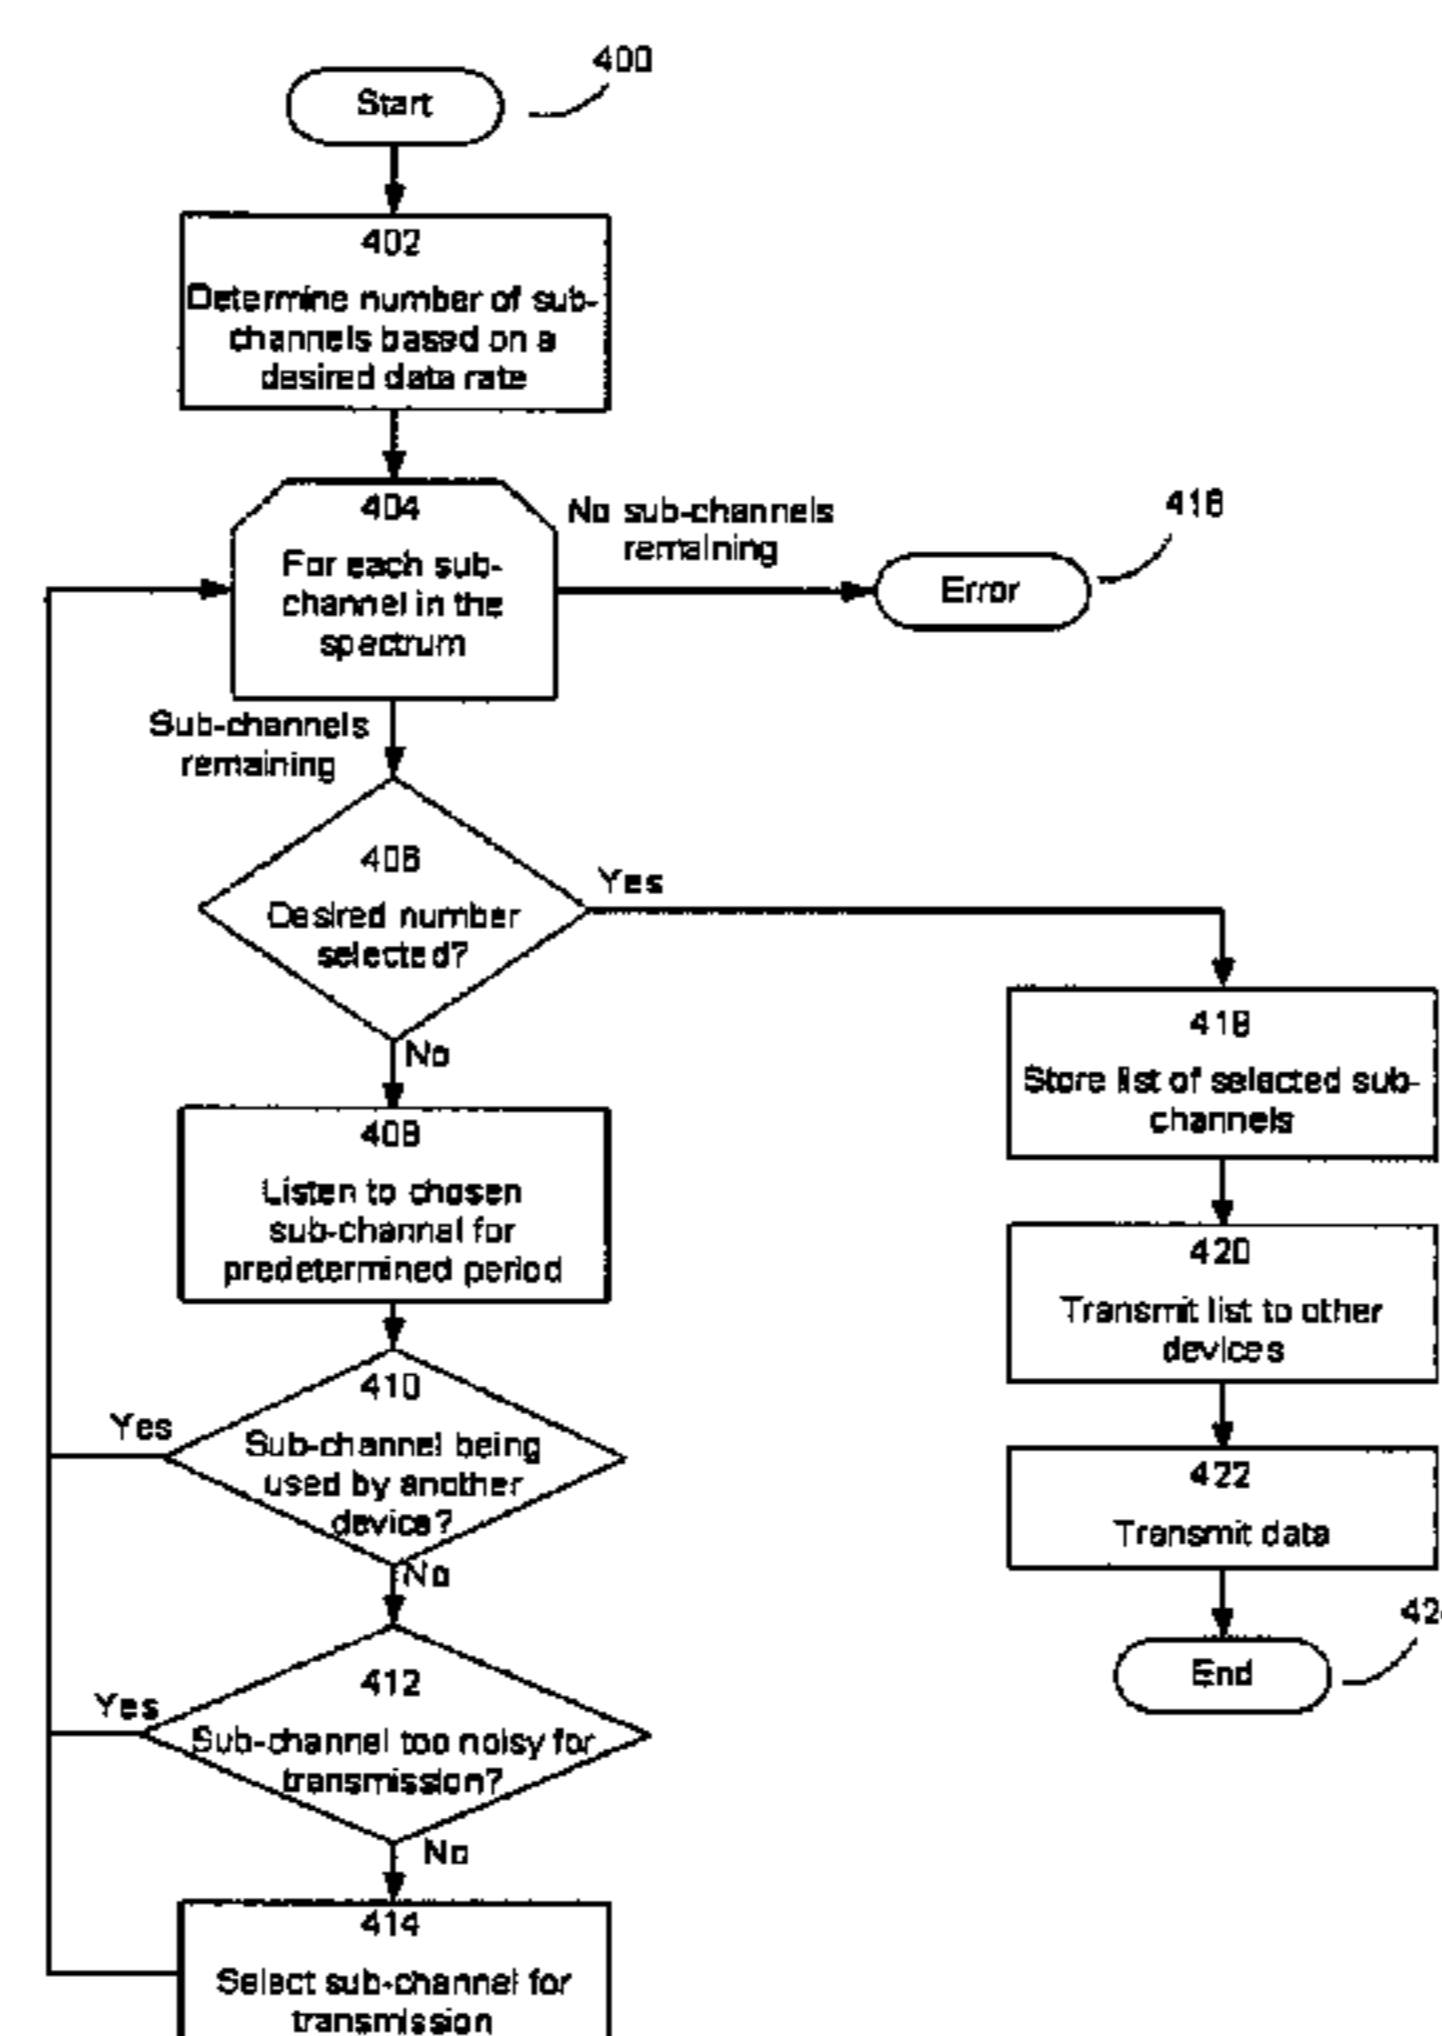 400
Start
402
Determine number of sub-
channels based on a
desired data rate
404
For each sub-
channel in the
spectrum
No sub-channels
remaining
416
Error
Sub-channels
remaining
406
Desired number
selected?
Yes
No
408
Listen to chosen
sub-channel for
predetermined period
410
Sub-channel being
used by another
device?
Yes
No
412
Sub-channel too noisy for
transmission?
Yes
No
414
Select sub-channel for
transmission
418
Store list of selected sub-
channels
420
Transmit list to other
devices
422
Transmit data
End